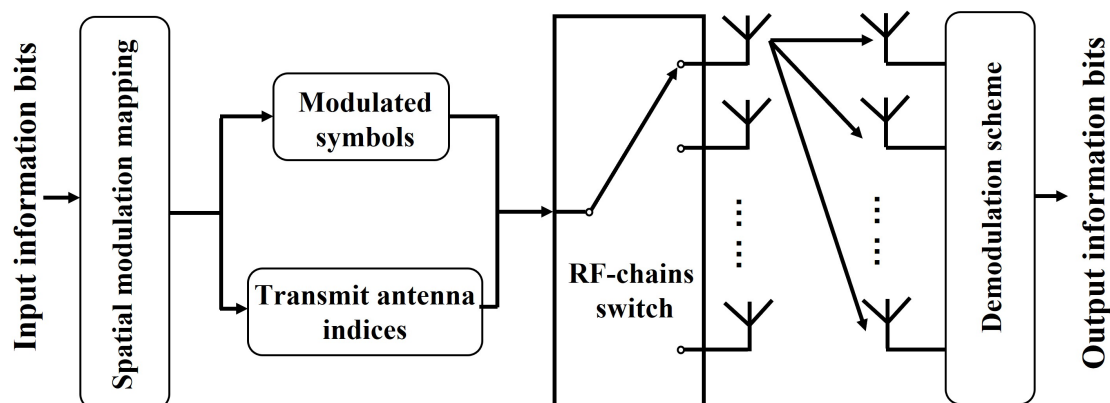 Input information bits
Spatial modulation mapping
Modulated
symbols
Transmit antenna
indices
RF-chains
switch
Demodulation scheme
Output information bits